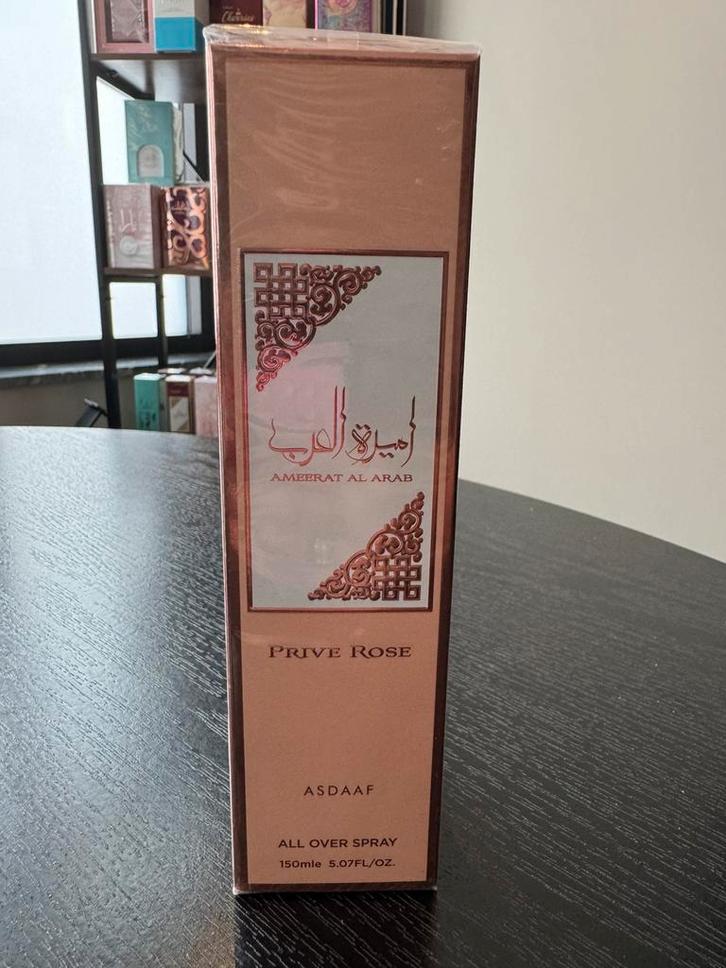 اميرة العرب
AMEERAT AL ARAB
PRIVE ROSE
ASDAAF
ALL OVER SPRAY
150mle 5.07FL/OZ.